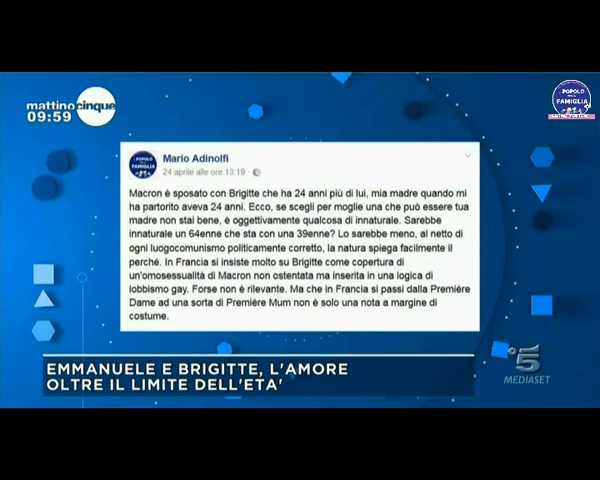 mattino cinque
09:59
POPOLO
FAMIGLIA
5
MEDIASET
Mario Adinolfi
24 aprile alle ore 13:19 ·
Macron è sposato con Brigitte che ha 24 anni più di lui, mia madre quando mi
ha partorito aveva 24 anni. Ecco, se scegli per moglie una che può essere tua
madre non stai bene, è oggettivamente qualcosa di innaturale. Sarebbe
innaturale un 64enne che sta con una 39enne? Lo sarebbe meno, al netto di
ogni luogocomunismo politicamente corretto, la natura spiega facilmente il
perché. In Francia si insiste molto su Brigitte come copertura di
un'omosessualità di Macron non ostentata ma inserita in una logica di
lobbismo gay. Forse non è rilevante. Ma che in Francia si passi dalla Premiére
Dame ad una sorta di Premiére Mum non è solo una nota a margine di
costume.
EMMANUELE E BRIGITTE, L'AMORE
OLTRE IL LIMITE DELL'ETA'